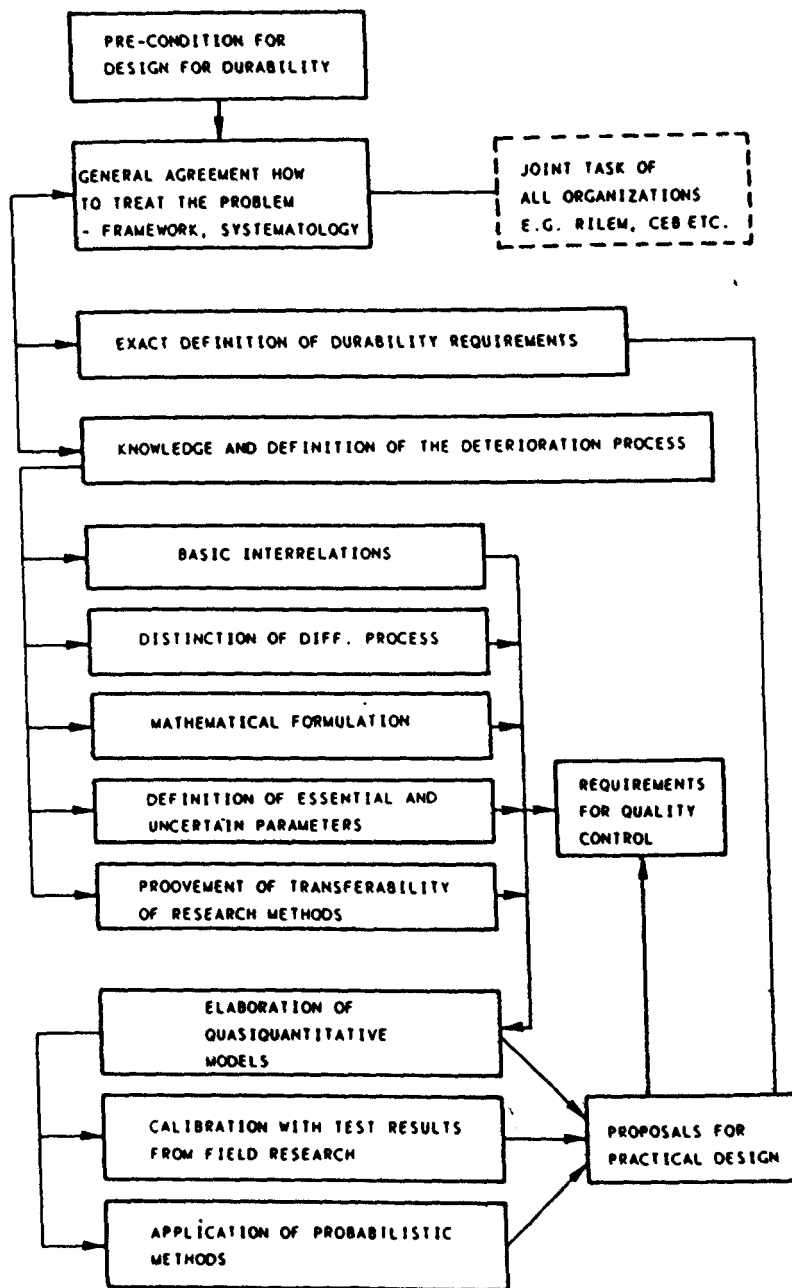 PRE-CONDITION FOR
DESIGN FOR DURABILITY
GENERAL AGREEMENT HOW
TO TREAT THE PROBLEM
- FRAMEWORK, SYSTEMATOLOGY
JOINT TASK OF
ALL ORGANIZATIONS
E.G. RILEM, CEB ETC.
EXACT DEFINITION OF DURABILITY REQUIREMENTS
KNOWLEDGE AND DEFINITION OF THE DETERIORATION PROCESS
BASIC INTERRELATIONS
DISTINCTION OF DIFF. PROCESS
MATHEMATICAL FORMULATION
DEFINITION OF ESSENTIAL AND
UNCERTAIN PARAMETERS
REQUIREMENTS
FOR QUALITY
CONTROL
PROOVEMENT OF TRANSFERABILITY
OF RESEARCH METHODS
ELABORATION OF
QUASIQUANTITATIVE
MODELS
CALIBRATION WITH TEST RESULTS
FROM FIELD RESEARCH
PROPOSALS FOR
PRACTICAL DESIGN
APPLICATION OF PROBABILISTIC
METHODS